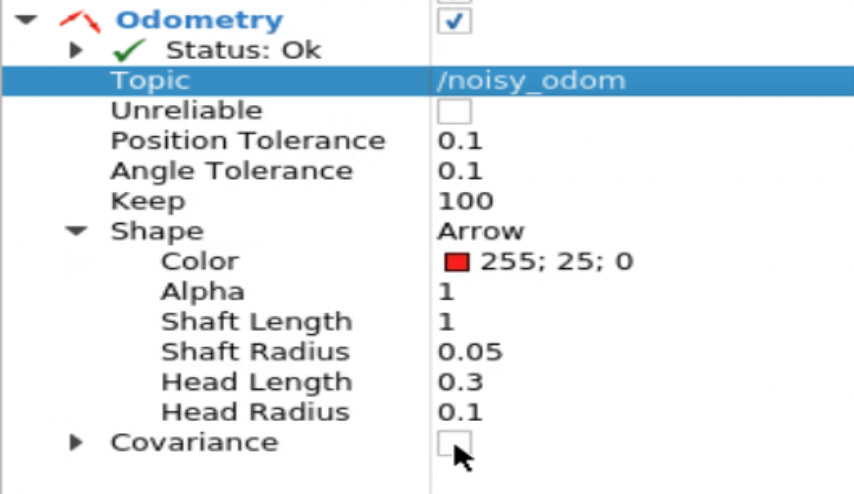 Odometry
Status: Ok
Topic /noisy_odom
Unreliable
Position Tolerance 0.1
Angle Tolerance 0.1
Keep 100
Shape Arrow
Color 255; 25; 0
Alpha 1
Shaft Length 1
Shaft Radius 0.05
Head Length 0.3
Head Radius 0.1
Covariance